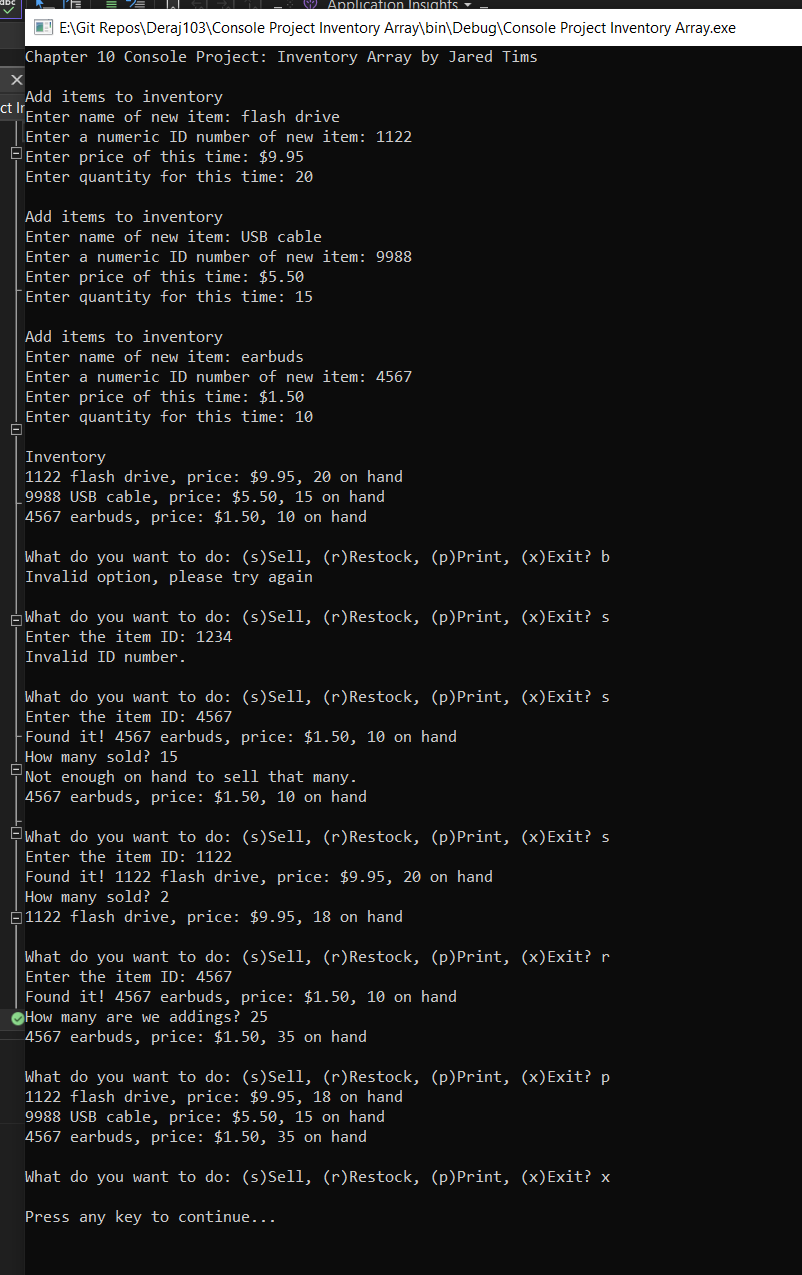 Application Insights
E:\Git Repos\Deraj103\Console Project Inventory Array\bin\Debug\Console Project Inventory Array.exe
Chapter 10 Console Project: Inventory Array by Jared Tims
Add items to inventory
Enter name of new item: flash drive
Enter a numeric ID number of new item: 1122
Enter price of this time: $9.95
Enter quantity for this time: 20
Add items to inventory
Enter name of new item: USB cable
Enter a numeric ID number of new item: 9988
Enter price of this time: $5.50
Enter quantity for this time: 15
Add items to inventory
Enter name of new item: earbuds
Enter a numeric ID number of new item: 4567
Enter price of this time: $1.50
Enter quantity for this time: 10
Inventory
1122 flash drive, price: $9.95, 20 on hand
9988 USB cable, price: $5.50, 15 on hand
4567 earbuds, price: $1.50, 10 on hand
What do you want to do: (s)Sell, (r)Restock, (p)Print, (x)Exit? b
Invalid option, please try again
What do you want to do: (s)Sell, (r)Restock, (p)Print, (x)Exit? s
Enter the item ID: 1234
Invalid ID number.
What do you want to do: (s)Sell, (r)Restock, (p)Print, (x)Exit? s
Enter the item ID: 4567
Found it! 4567 earbuds, price: $1.50, 10 on hand
How many sold? 15
Not enough on hand to sell that many.
4567 earbuds, price: $1.50, 10 on hand
What do you want to do: (s)Sell, (r)Restock, (p)Print, (x)Exit? s
Enter the item ID: 1122
Found it! 1122 flash drive, price: $9.95, 20 on hand
How many sold? 2
1122 flash drive, price: $9.95, 18 on hand
What do you want to do: (s)Sell, (r)Restock, (p)Print, (x)Exit? r
Enter the item ID: 4567
Found it! 4567 earbuds, price: $1.50, 10 on hand
How many are we addings? 25
4567 earbuds, price: $1.50, 35 on hand
What do you want to do: (s)Sell, (r)Restock, (p)Print, (x)Exit? p
1122 flash drive, price: $9.95, 18 on hand
9988 USB cable, price: $5.50, 15 on hand
4567 earbuds, price: $1.50, 35 on hand
What do you want to do: (s)Sell, (r)Restock, (p)Print, (x)Exit? x
Press any key to continue...